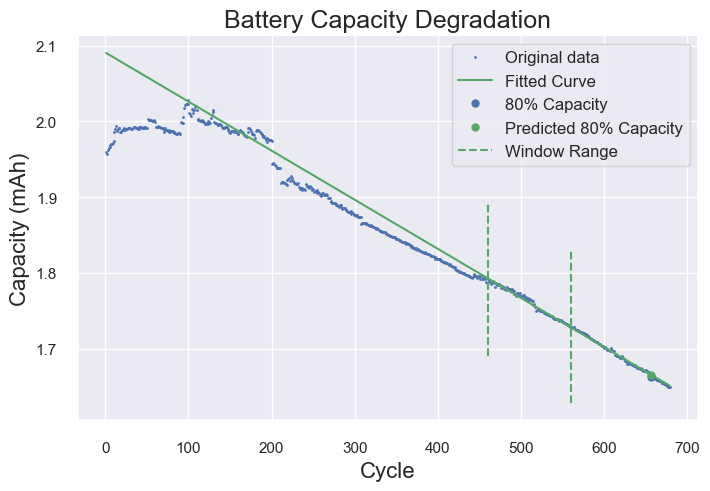 Battery Capacity Degradation
Original data
Fitted Curve
80% Capacity
Predicted 80% Capacity
Window Range
Capacity (mAh)
2.1
2.0
1.9
1.8
1.7
0 100 200 300 400 500 600 700
Cycle